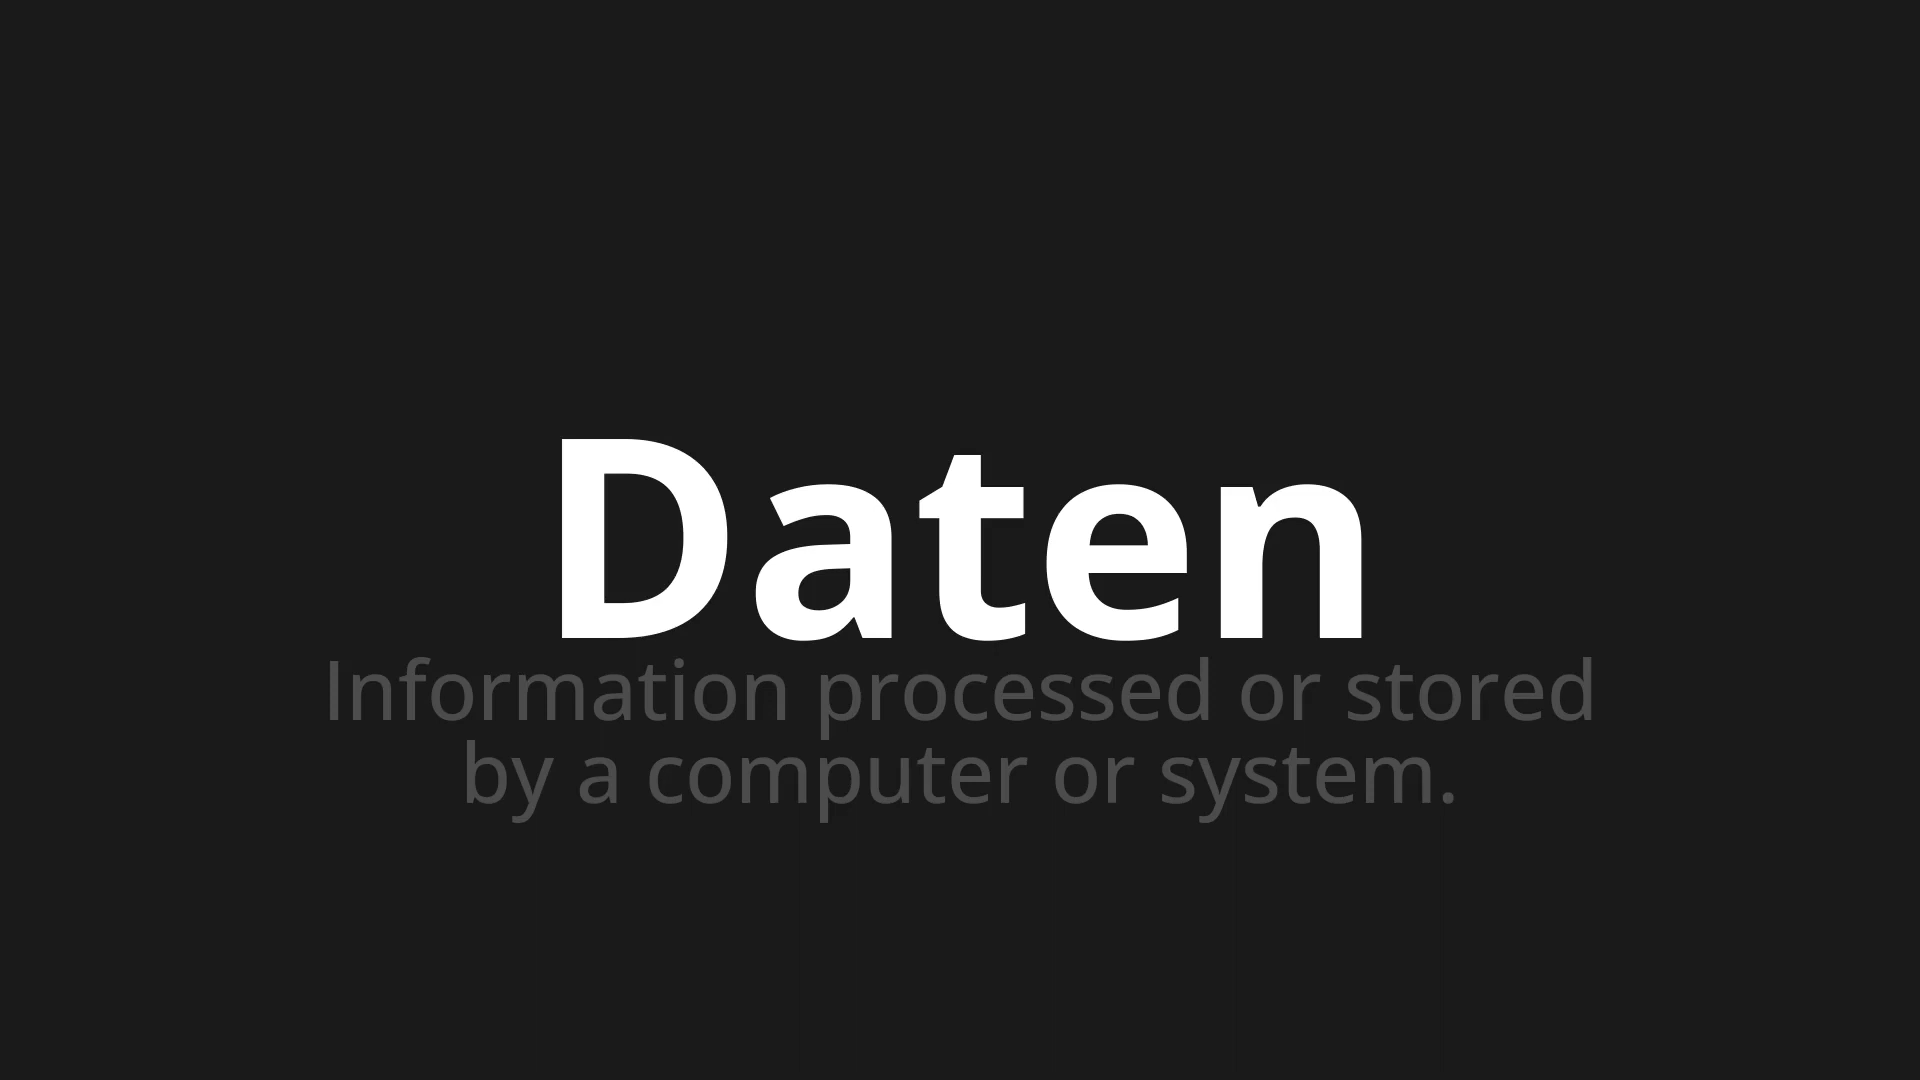 Daten
Information processed or stored
by a computer or system.